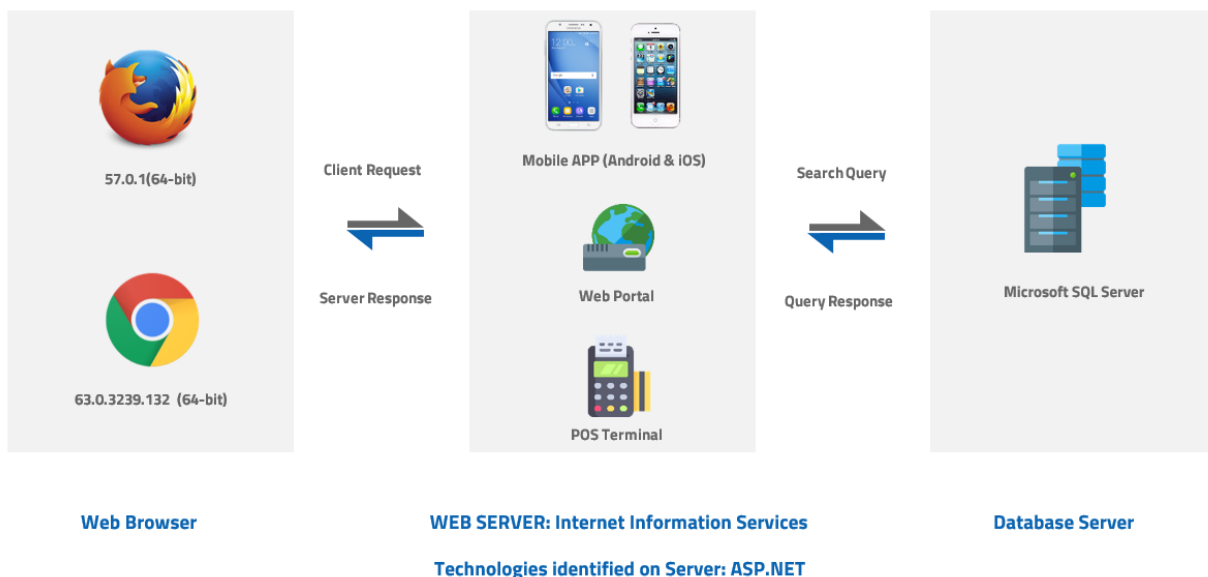 57.0.1(64-bit)
63.0.3239.132 (64-bit)
Client Request
Server Response
Mobile APP (Android & iOS)
Web Portal
POS Terminal
Search Query
Query Response
Microsoft SQL Server
Web Browser
WEB SERVER: Internet Information Services
Technologies identified on Server: ASP.NET
Database Server